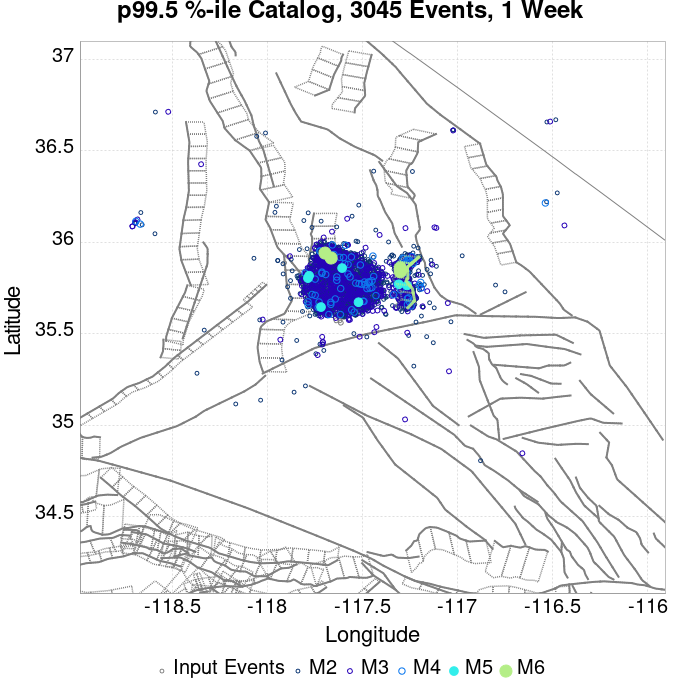 p99.5 %-ile Catalog, 3045 Events, 1 Week
37
36.5
36
35.5
35
34.5
Latitude
-118.5 -118 -117.5 -117 -116.5 -116
Longitude
Input Events M2 M3 M4 M5 M6